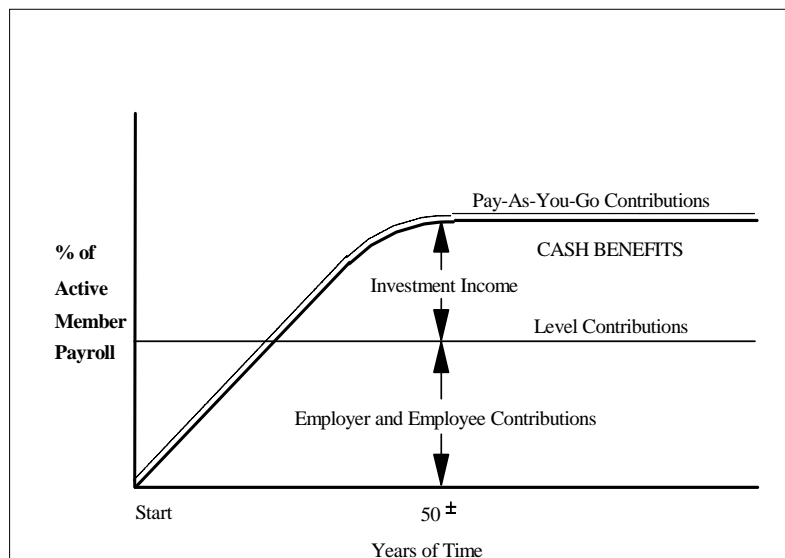 Pay-As-You-Go Contributions
% of
Active
Member
Payroll
CASH BENEFITS
Investment Income
Level Contributions
Employer and Employee Contributions
Start
50 ±
Years of Time